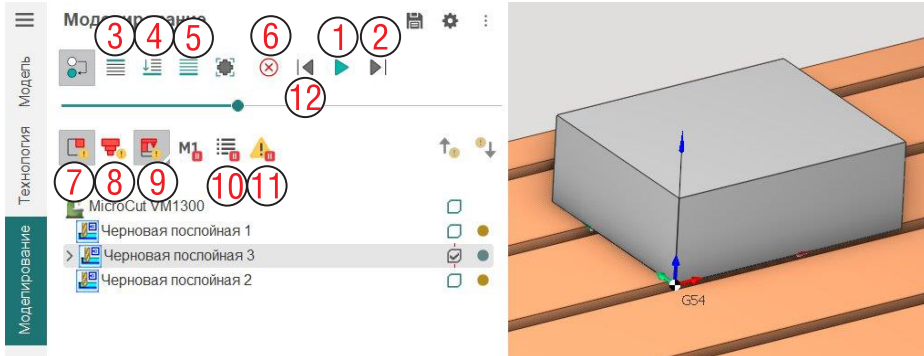 Моделирование
3
4
5
6
1
2
12
Модель
Технология
Моделирование
M1
7
8
9
10
11
MicroCut VM1300
Черновая послойная 1
Черновая послойная 3
Черновая послойная 2
G54